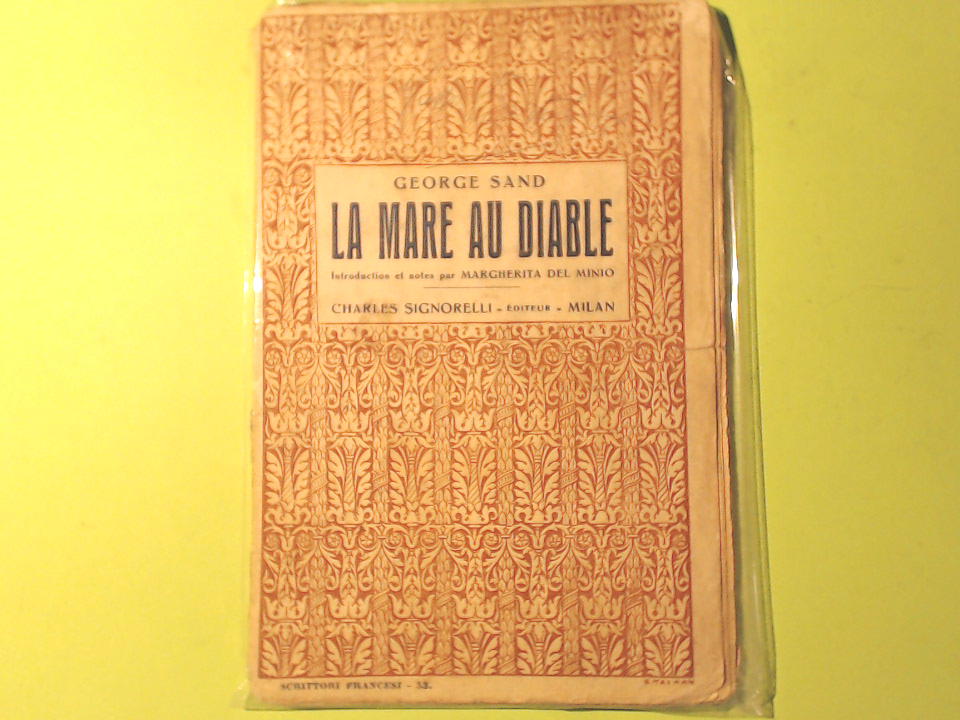 GEORGE SAND
LA MARE AU DIABLE
Introduction et notes par MARGHERITA DEL MINIO
CHARLES SIGNORELLI - ÉDITEUR - MILAN
SCRITTORI FRANCESI - 53.